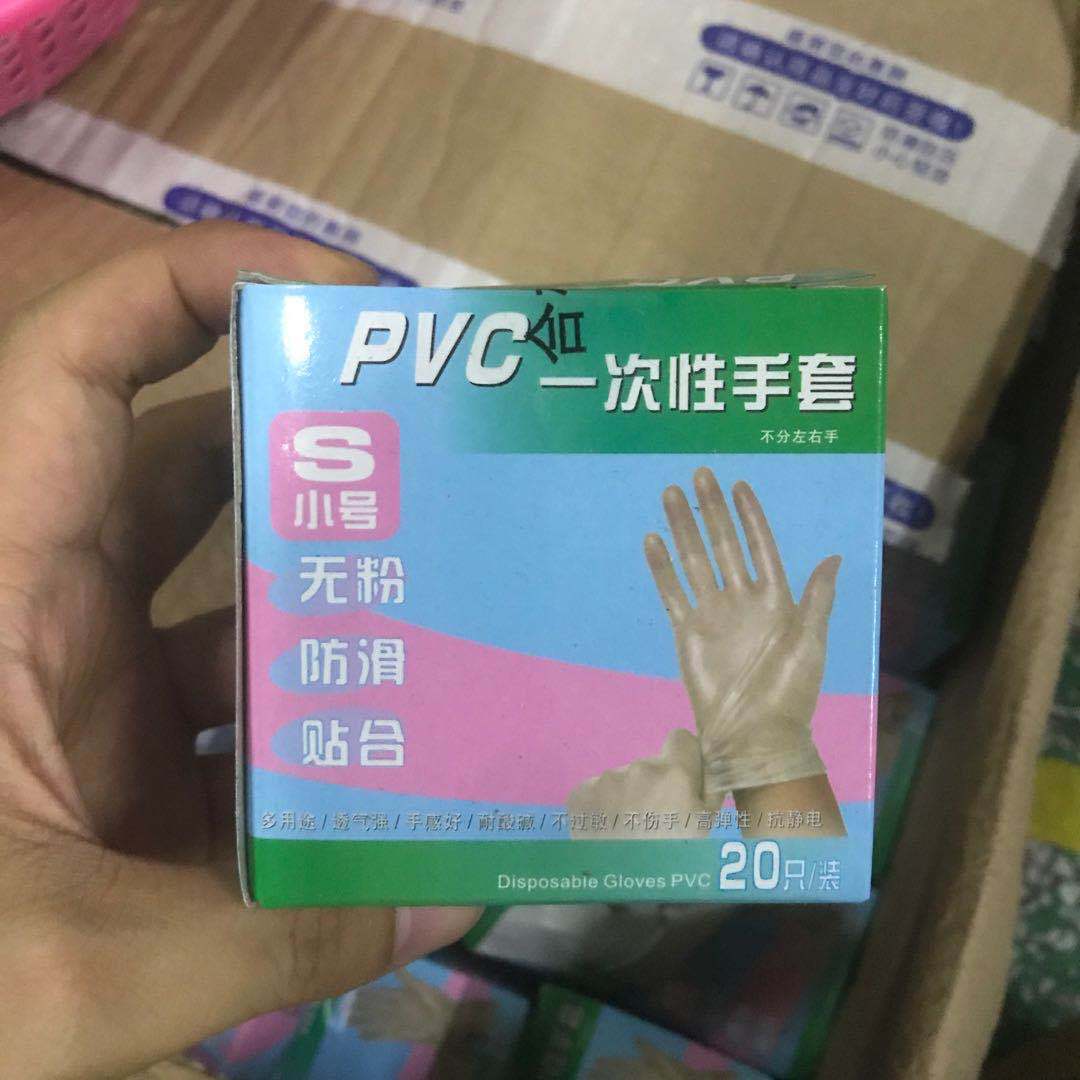 PVC
合
一次性手套
不分左右手
S
小号
无粉
防滑
贴合
多用途/透气强/手感好/耐酸碱/不过敏/不伤手/高弹性/抗静电
Disposable Gloves PVC 20只/装